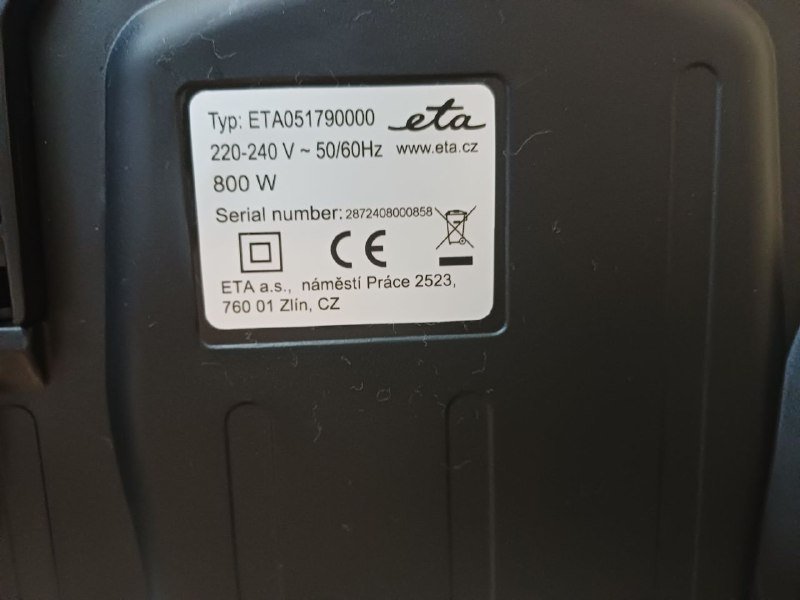 Typ: ETA051790000 eta
220-240 V ~ 50/60Hz www.eta.cz
800 W
Serial number: 2872408000858
CE
ETA a.s., náměstí Práce 2523,
760 01 Zlín, CZ